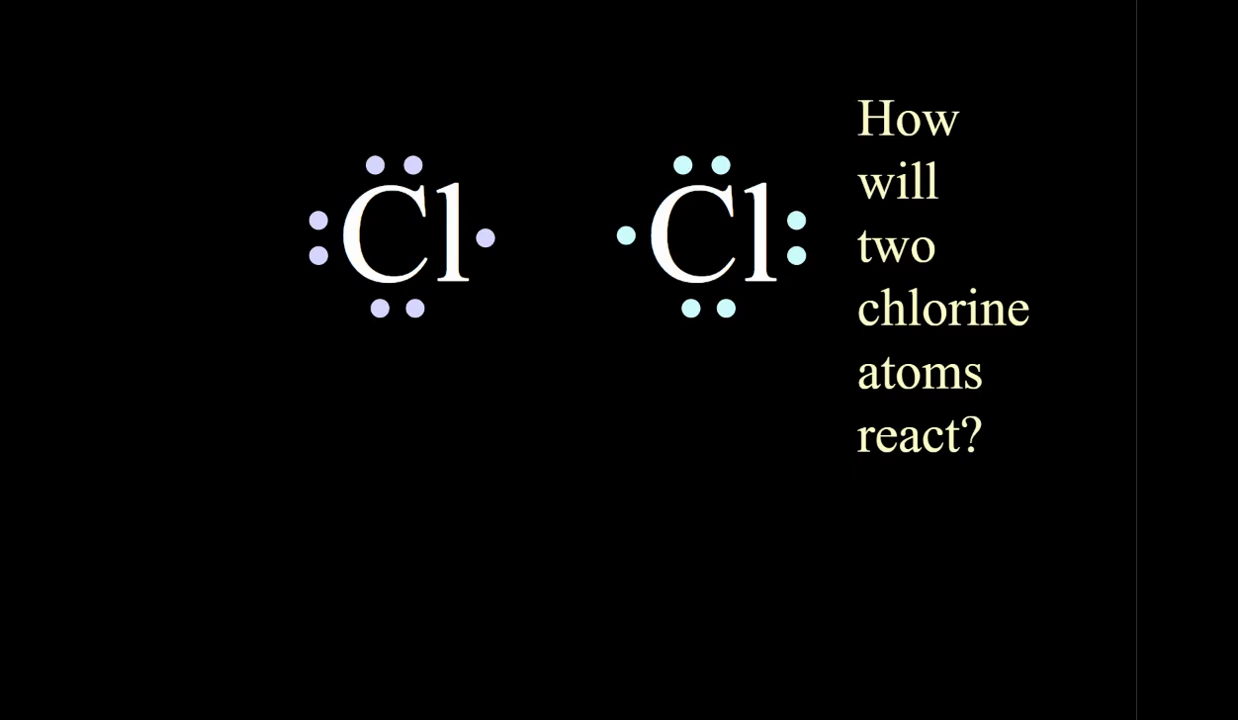 Cl Cl
How
will
two
chlorine
atoms
react?